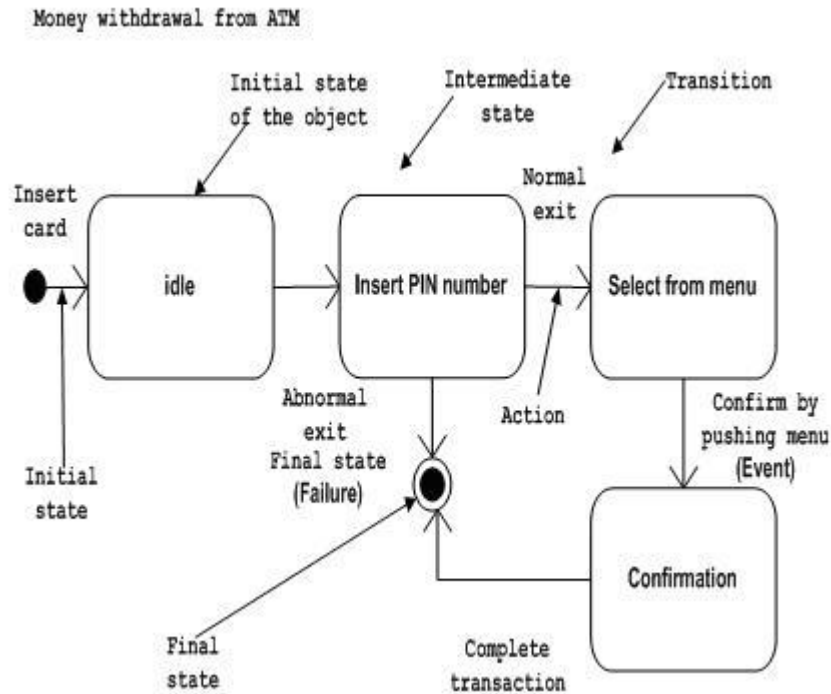 Money withdrawal from ATM
Initial state
of the object
Intermediate
state
Transition
Insert
card
Normal
exit
idle
Insert PIN number
Select from menu
Abnormal
exit
Final state
(Failure)
Action
Confirm by
pushing menu
(Event)
Initial
state
Confirmation
Final
state
Complete
transaction